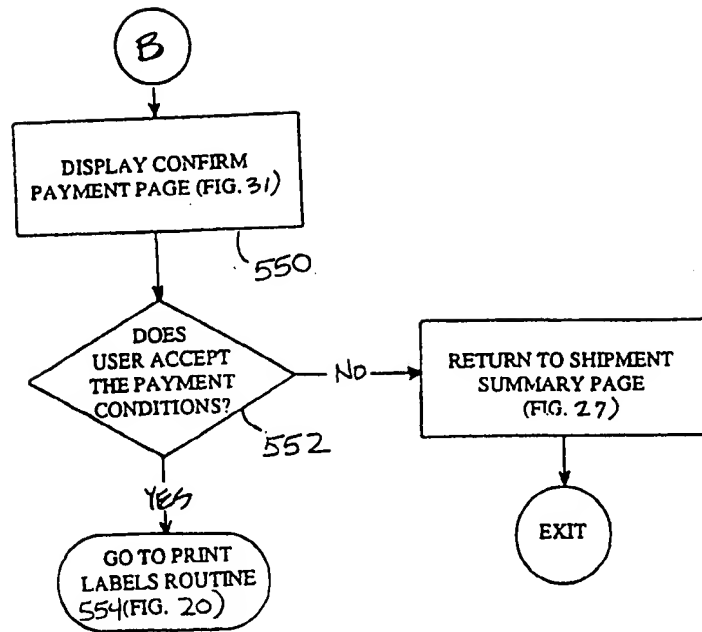 B
DISPLAY CONFIRM
PAYMENT PAGE (FIG. 31)
550
DOES
USER ACCEPT
THE PAYMENT
CONDITIONS?
552
NO
RETURN TO SHIPMENT
SUMMARY PAGE
(FIG. 27)
YES
GO TO PRINT
LABELS ROUTINE
554(FIG. 20)
EXIT